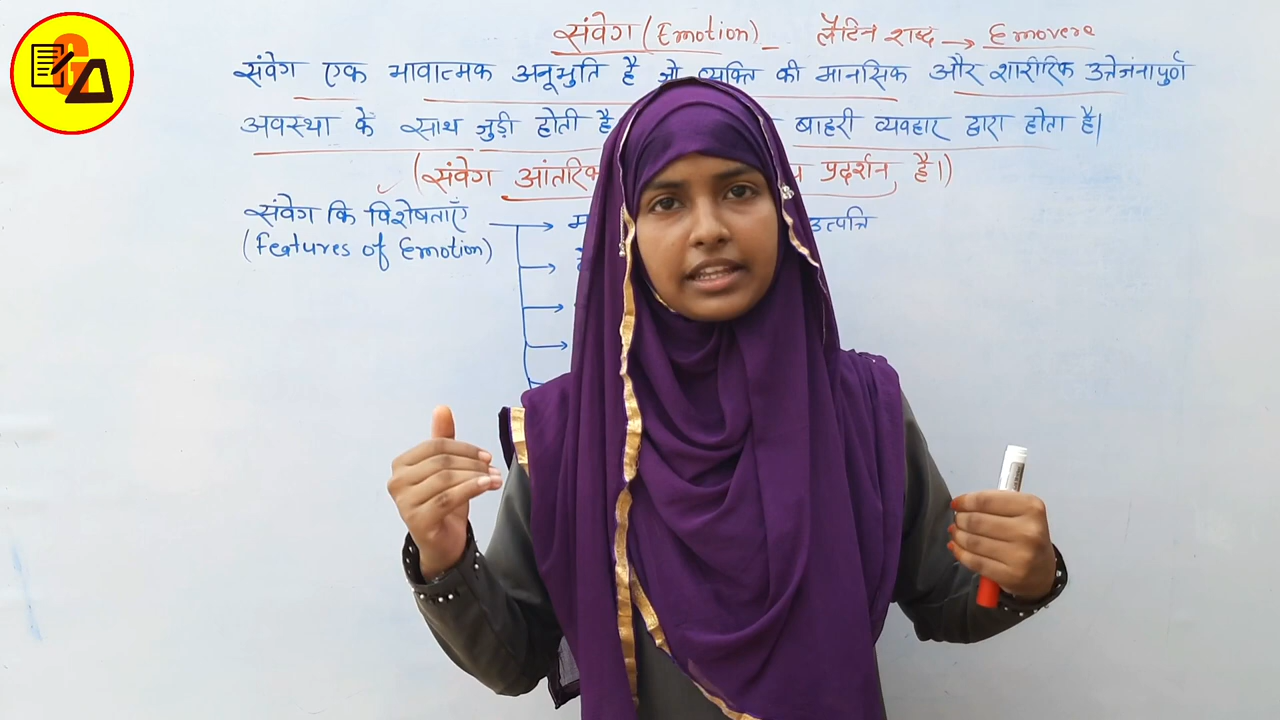 संवेग (Emotion) लैटिन शब्द → Emovere
संवेग एक भावात्मक अनुभुति है जो व्यक्ति की मानसिक और शारीरिक उत्तेजनापुर्ण
अवस्था के साथ जुड़ी होती है बाहरी व्यवहार द्वारा होता है।
(संवेग आंतरिक प्रदर्शन है।)
संवेग कि विशेषताएँ → उत्पत्ति
(Features of Emotion)